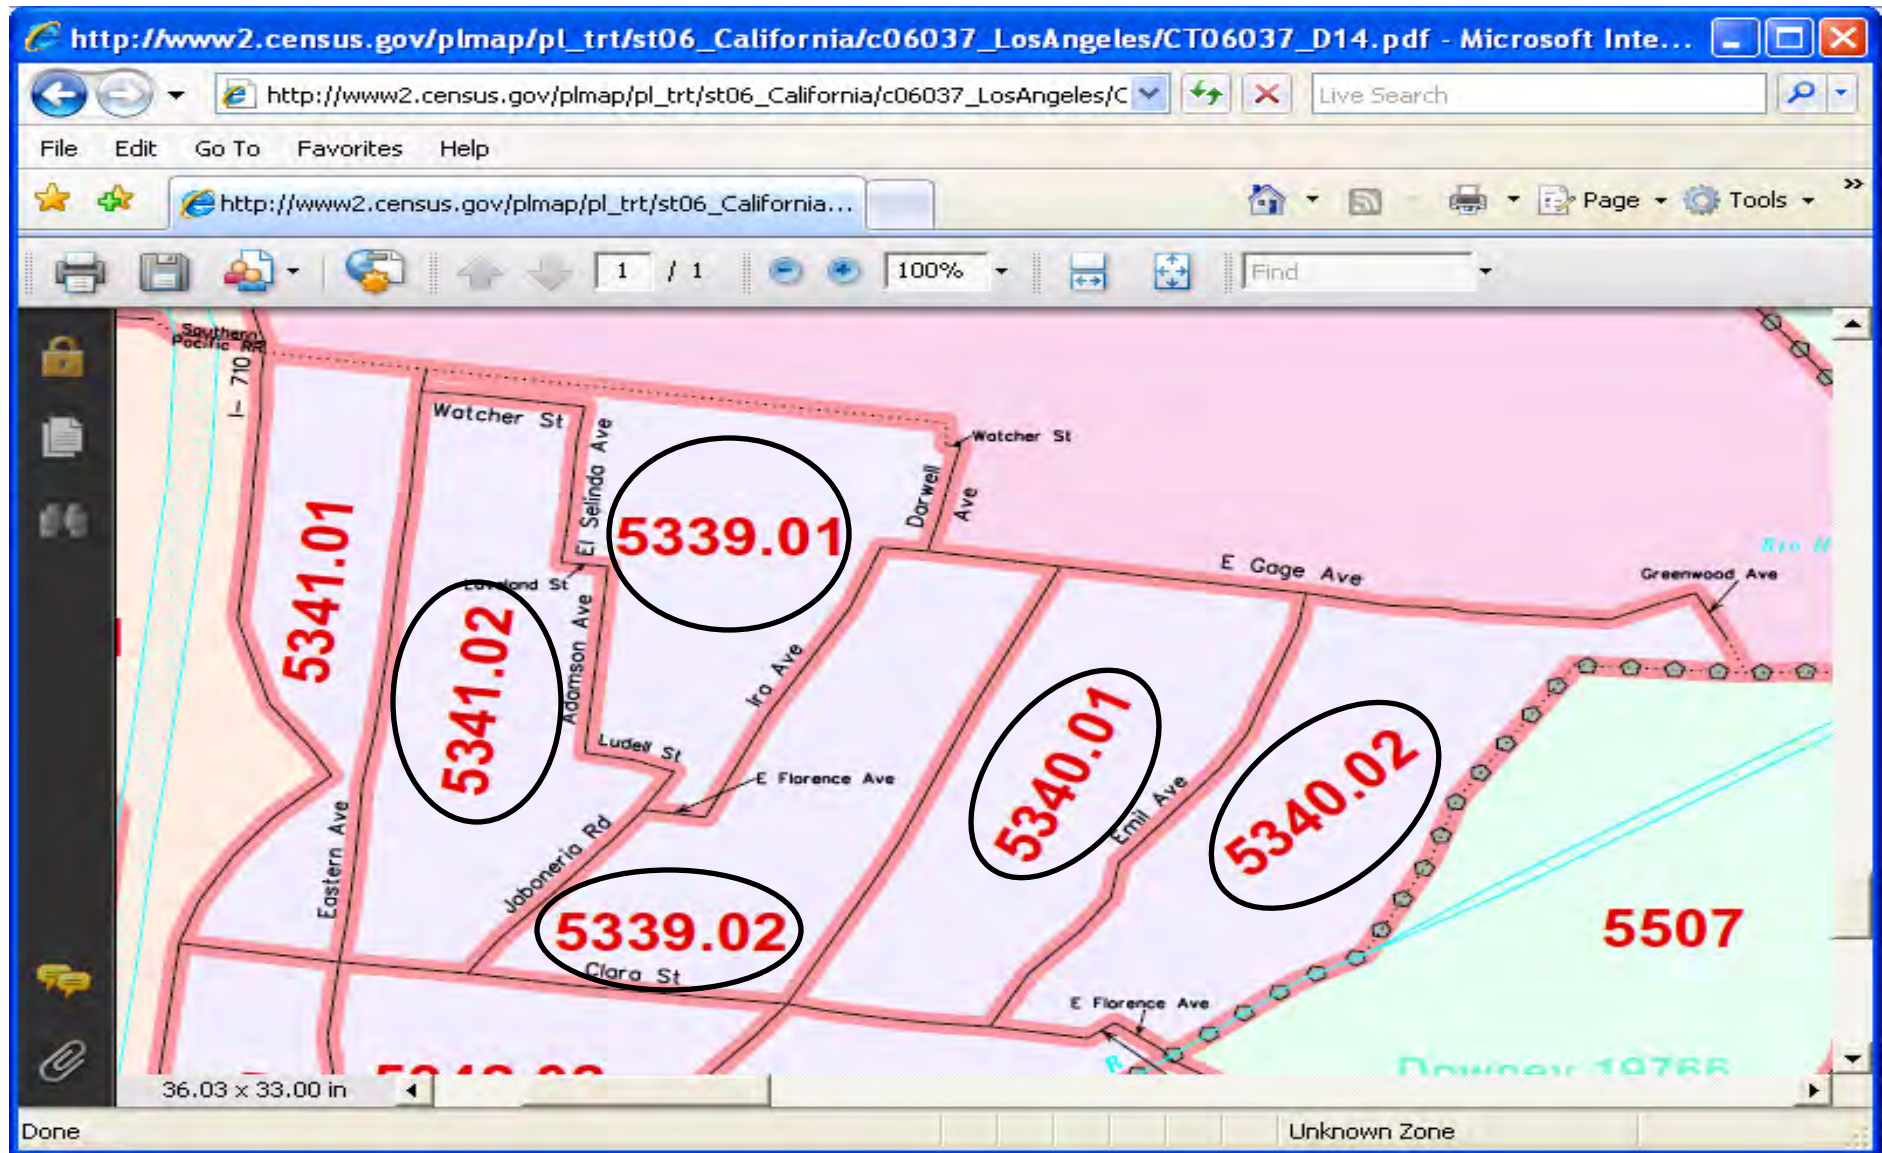 http://www2.census.gov/plmap/pl_trt/st06_California/c06037_LosAngeles/CT06037_D14.pdf - Microsoft Inte...
http://www2.census.gov/plmap/pl_trt/st06_California/c06037_LosAngeles/C
Live Search
File Edit Go To Favorites Help
http://www2.census.gov/plmap/pl_trt/st06_California...
Page Tools »
1 / 1 100% Find
Southern
Pacific RR
I- 710
Watcher St
El Selinda Ave
Watcher St
Darwell
Ave
5341.01
5339.01
E Gage Ave
Rio H
Greenwood Ave
Loveland St
5341.02
Adamson Ave
Ira Ave
Ludell St
E Florence Ave
5340.01
Emil Ave
5340.02
Eastern Ave
Jaboneria Rd
5339.02
5507
Clara St
E Florence Ave
R
Downey 19766
36.03 x 33.00 in
Done
Unknown Zone